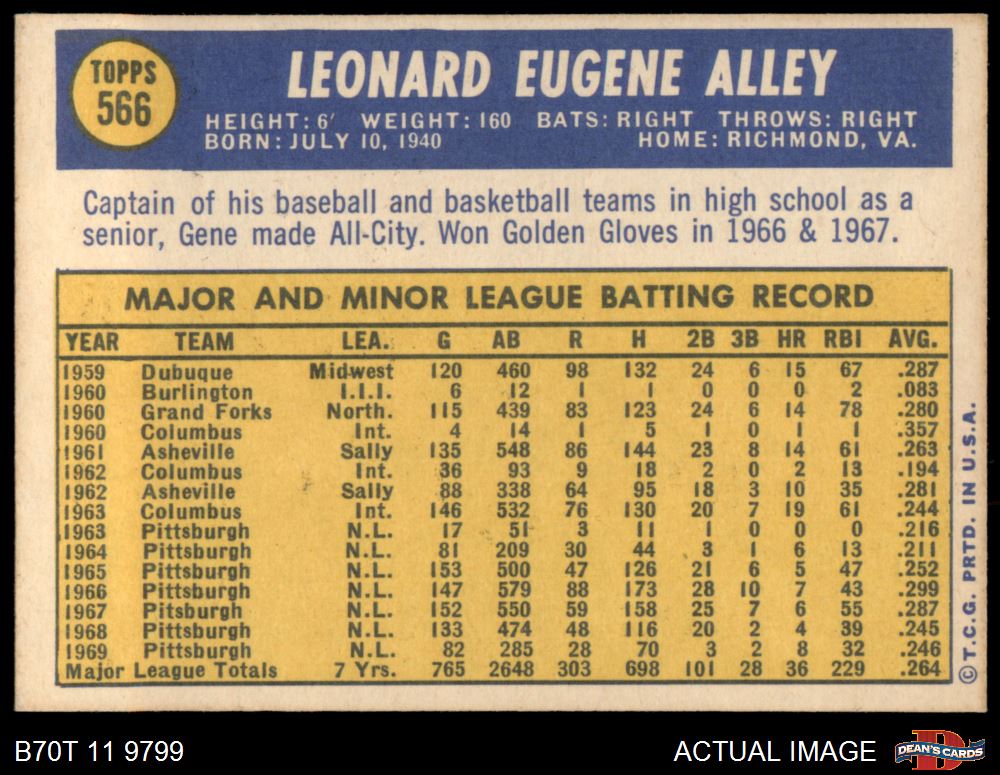 TOPPS
566
LEONARD EUGENE ALLEY
HEIGHT: 6' WEIGHT: 160 BATS: RIGHT THROWS: RIGHT
BORN: JULY 10, 1940 HOME: RICHMOND, VA.
Captain of his baseball and basketball teams in high school as a
senior, Gene made All-City. Won Golden Gloves in 1966 & 1967.
MAJOR AND MINOR LEAGUE BATTING RECORD
YEAR TEAM LEA. G AB R H 2B 3B HR RBI AVG.
1959 Dubuque Midwest 120 460 98 132 24 6 15 67 .287
1960 Burlington I.I.I. 6 12 1 1 0 0 0 2 .083
1960 Grand Forks North. 115 439 83 123 24 6 14 78 .280
1960 Columbus Int. 4 14 1 5 1 0 1 1 .357
1961 Asheville Sally 135 548 86 144 23 8 14 61 .263
1962 Columbus Int. 36 93 9 18 2 0 2 13 .194
1962 Asheville Sally 88 338 64 95 18 3 10 35 .281
1963 Columbus Int. 146 532 76 130 20 7 19 61 .244
1963 Pittsburgh N.L. 17 51 3 11 1 0 0 0 .216
1964 Pittsburgh N.L. 81 209 30 44 3 1 6 13 .211
1965 Pittsburgh N.L. 153 500 47 126 21 6 5 47 .252
1966 Pittsburgh N.L. 147 579 88 173 28 10 7 43 .299
1967 Pitsburgh N.L. 152 550 59 158 25 7 6 55 .287
1968 Pittsburgh N.L. 133 474 48 116 20 2 4 39 .245
1969 Pittsburgh N.L. 82 285 28 70 3 2 8 32 .246
Major League Totals 7 Yrs. 765 2648 303 698 101 28 36 229 .264
©T.C.G. PRTD. IN U.S.A.
B70T 11 9799
ACTUAL IMAGE
DEAN'S CARDS